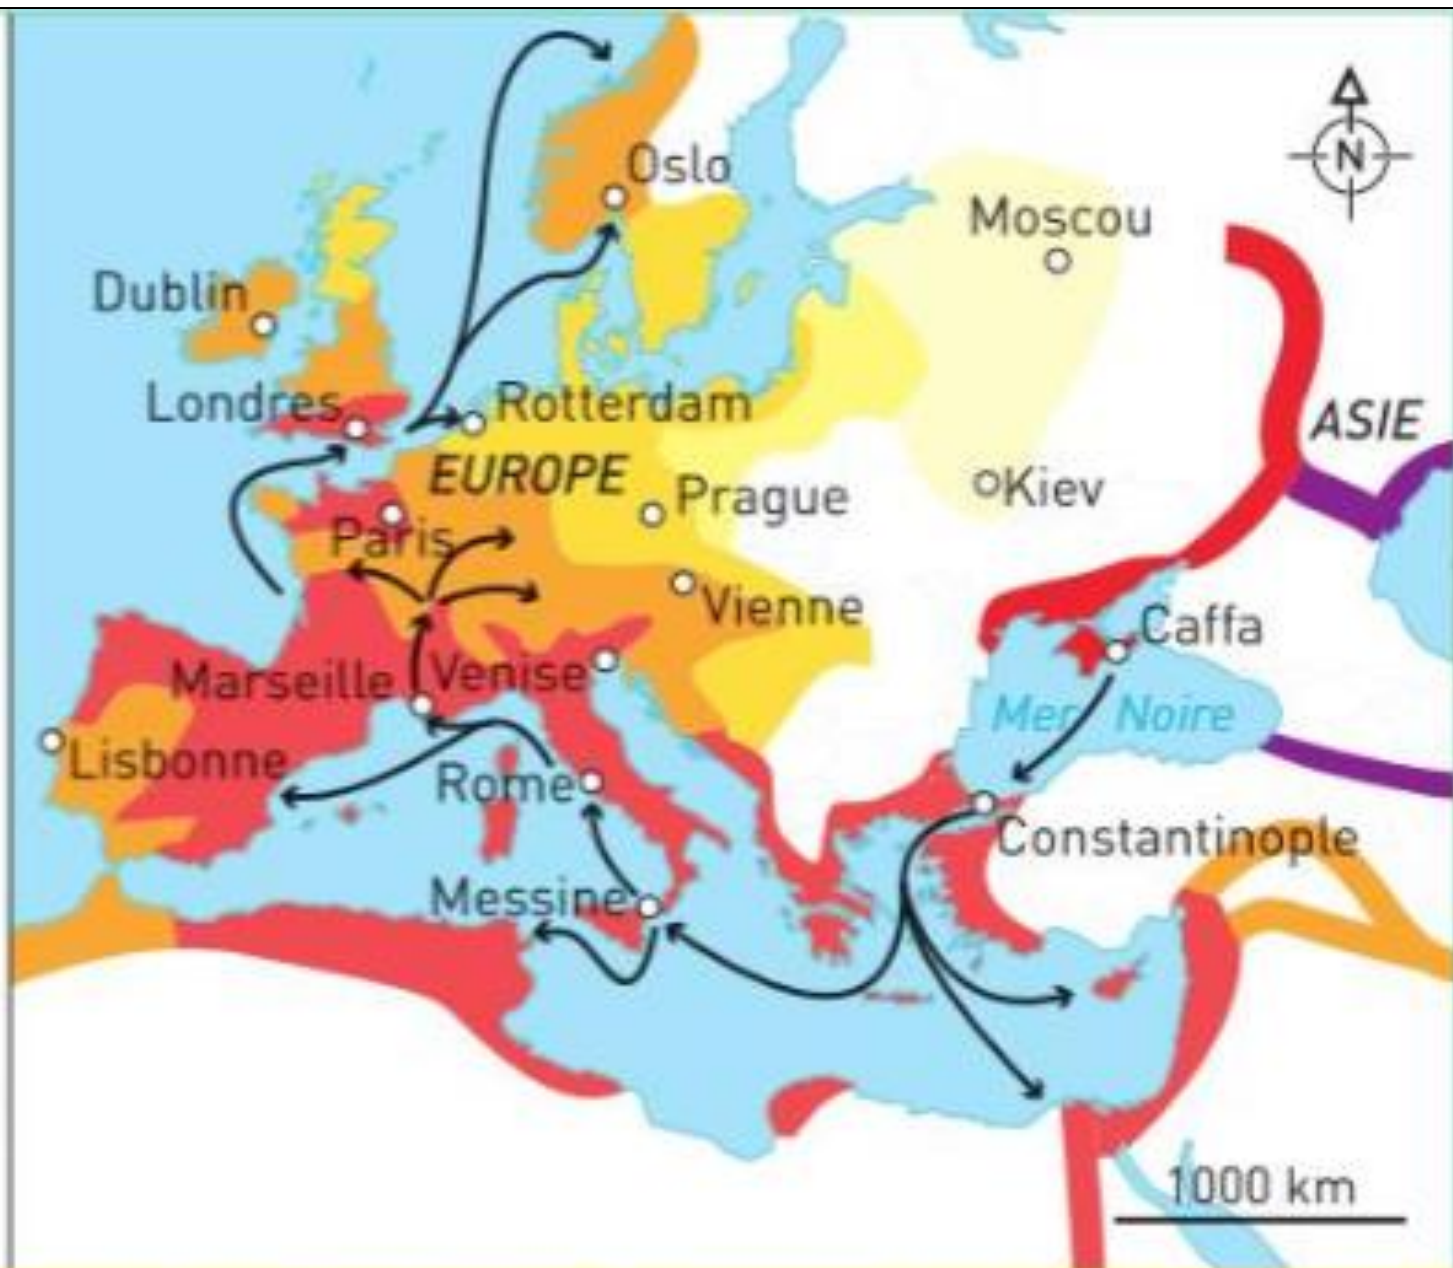 N
Oslo
Moscou
Dublin
Londres
Rotterdam
ASIE
EUROPE
Prague
Kiev
Paris
Vienne
Caffa
Marseille
Venise
Mer Noire
Lisbonne
Rome
Constantinople
Messine
1000 km